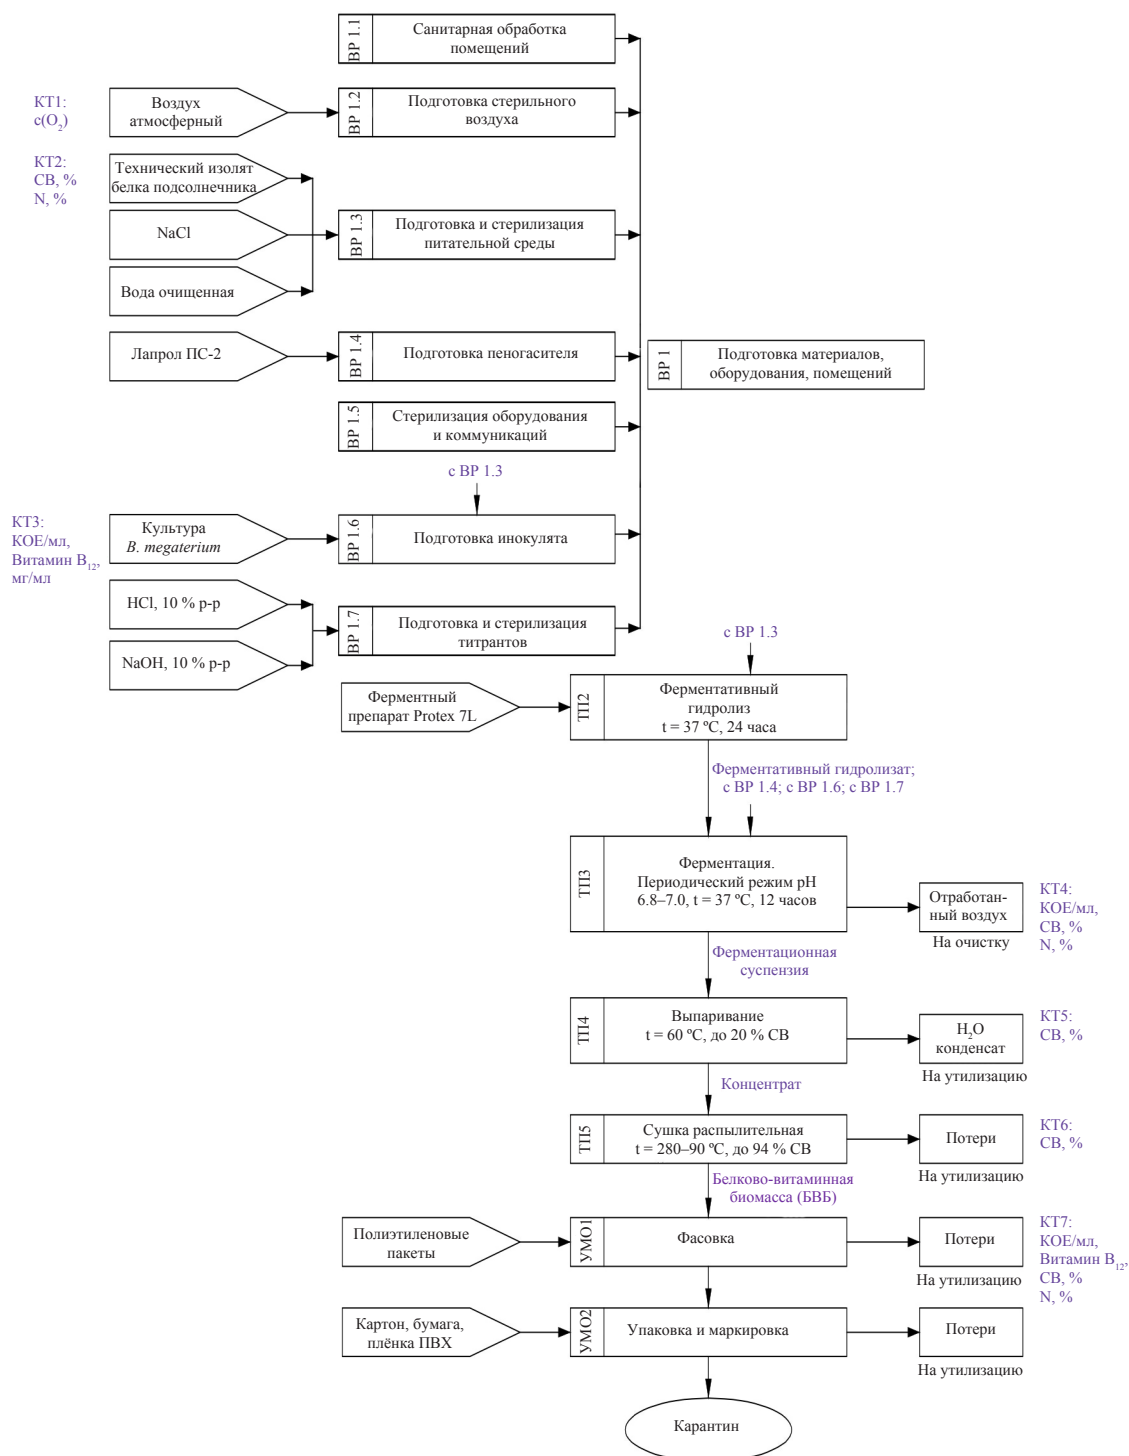 ВР 1.1
Санитарная обработка
помещений
КТ1:
c(O₂)
Воздух
атмосферный
ВР 1.2
Подготовка стерильного
воздуха
КТ2:
СВ, %
N, %
Технический изолят
белка подсолнечника
NaCl
Вода очищенная
ВР 1.3
Подготовка и стерилизация
питательной среды
Лапрол ПС-2
ВР 1.4
Подготовка пеногасителя
ВР 1
Подготовка материалов,
оборудования, помещений
ВР 1.5
Стерилизация оборудования
и коммуникаций
с ВР 1.3
КТ3:
КОЕ/мл,
Витамин B₁₂,
мг/мл
Культура
B. megaterium
ВР 1.6
Подготовка инокулята
HCl, 10 % р-р
NaOH, 10 % р-р
ВР 1.7
Подготовка и стерилизация
титрантов
с ВР 1.3
Ферментный
препарат Protex 7L
ТП2
Ферментативный
гидролиз
t = 37 ºC, 24 часа
Ферментативный гидролизат;
с ВР 1.4; с ВР 1.6; с ВР 1.7
ТП3
Ферментация.
Периодический режим pH
6.8–7.0, t = 37 ºC, 12 часов
Отработан-
ный воздух
На очистку
КТ4:
КОЕ/мл,
СВ, %
N, %
Ферментационная
суспензия
ТП4
Выпаривание
t = 60 ºC, до 20 % СВ
H₂O
конденсат
На утилизацию
КТ5:
СВ, %
Концентрат
ТП5
Сушка распылительная
t = 280–90 ºC, до 94 % СВ
Потери
На утилизацию
КТ6:
СВ, %
Белково-витаминная
биомасса (БВБ)
Полиэтиленовые
пакеты
УМО1
Фасовка
Потери
На утилизацию
КТ7:
КОЕ/мл,
Витамин B₁₂,
СВ, %
N, %
Картон, бумага,
плёнка ПВХ
УМО2
Упаковка и маркировка
Потери
На утилизацию
Карантин